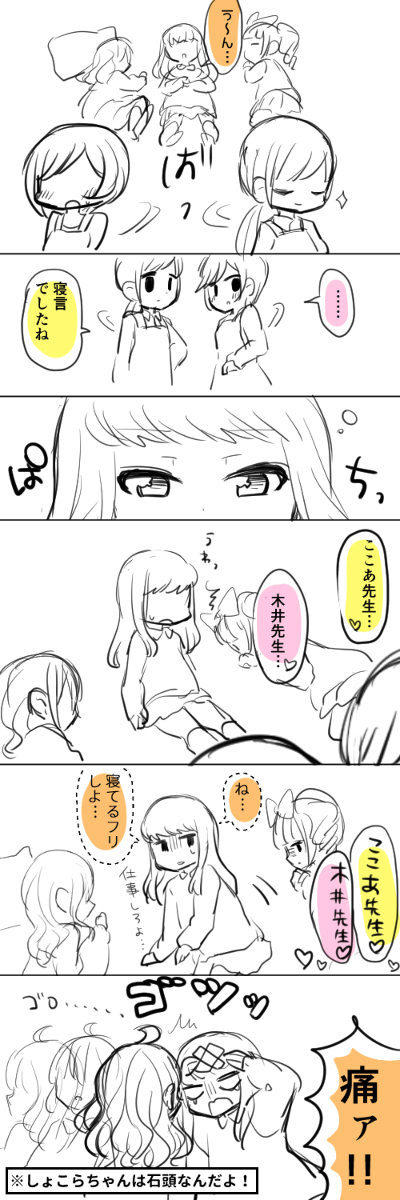 う〜ん…
ばっ
……
寝言
でしたね
ぱちっ
ここあ先生…♡
木井先生…♡
うわっ
ね…
寝てるフリ
しよ…
仕事しろよ…
ここあ先生♡
木井先生♡
ゴロ……
ゴツッ
痛ァ!!
※しょこらちゃんは石頭なんだよ!